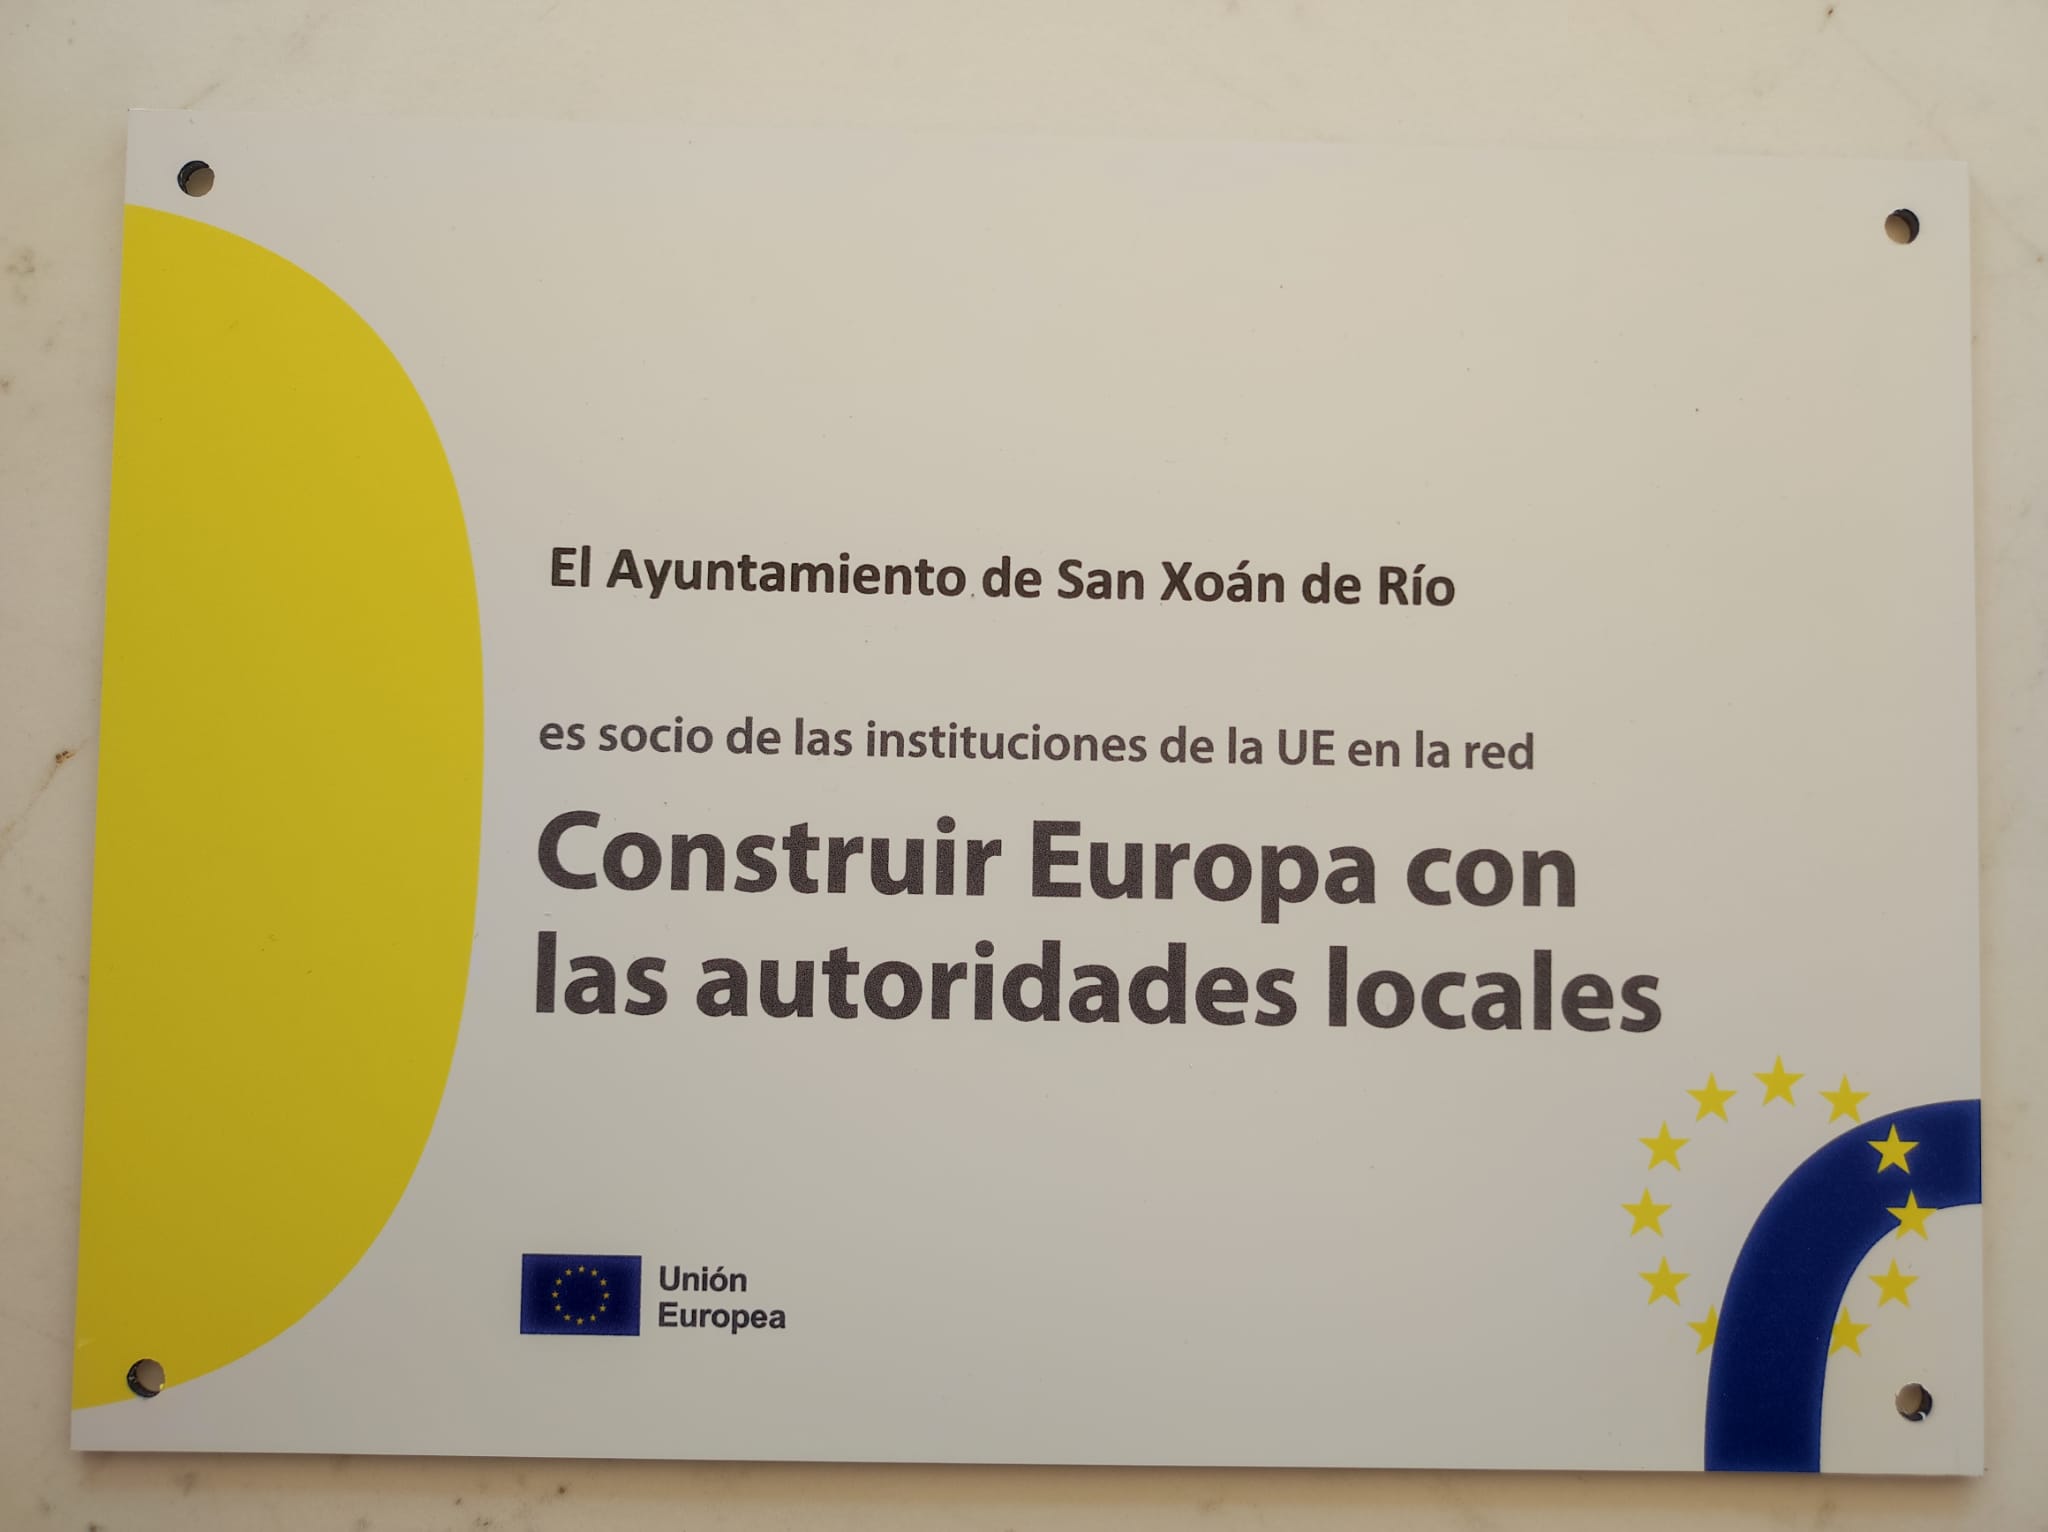 El Ayuntamiento de San Xoán de Río
es socio de las instituciones de la UE en la red
Construir Europa con
las autoridades locales
Unión
Europea